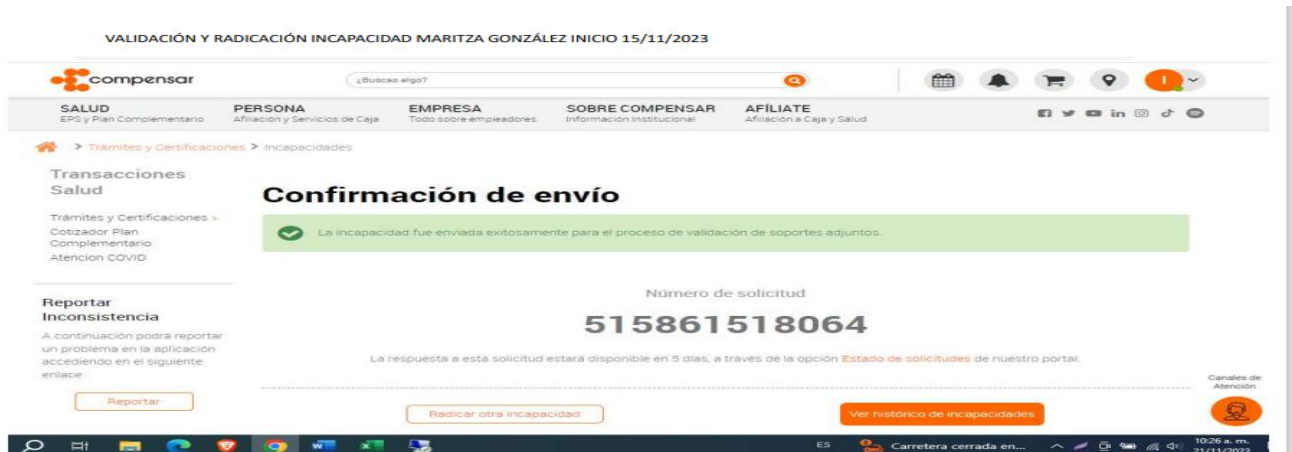 VALIDACIÓN Y RADICACIÓN INCAPACIDAD MARITZA GONZÁLEZ INICIO 15/11/2023
compensar
¿Buscas algo?
SALUD
EPS y Plan Complementario
PERSONA
Afiliación y Servicios de Caja
EMPRESA
Todo sobre empleadores
SOBRE COMPENSAR
Información Institucional
AFÍLIATE
Afiliación a Caja y Salud
> Trámites y Certificaciones > Incapacidades
Transacciones
Salud
Trámites y Certificaciones »
Cotizador Plan
Complementario
Atencion COVID
Reportar
Inconsistencia
A continuación podrá reportar
un problema en la aplicación
accediendo en el siguiente
enlace
Reportar
Confirmación de envío
La incapacidad fue enviada exitosamente para el proceso de validación de soportes adjuntos.
Número de solicitud
515861518064
La respuesta a esta solicitud estará disponible en 5 días, a través de la opción Estado de solicitudes de nuestro portal.
Radicar otra incapacidad
Ver histórico de incapacidades
Canales de
Atención
ES
Carretera cerrada en...
10:26 a. m.
21/11/2023